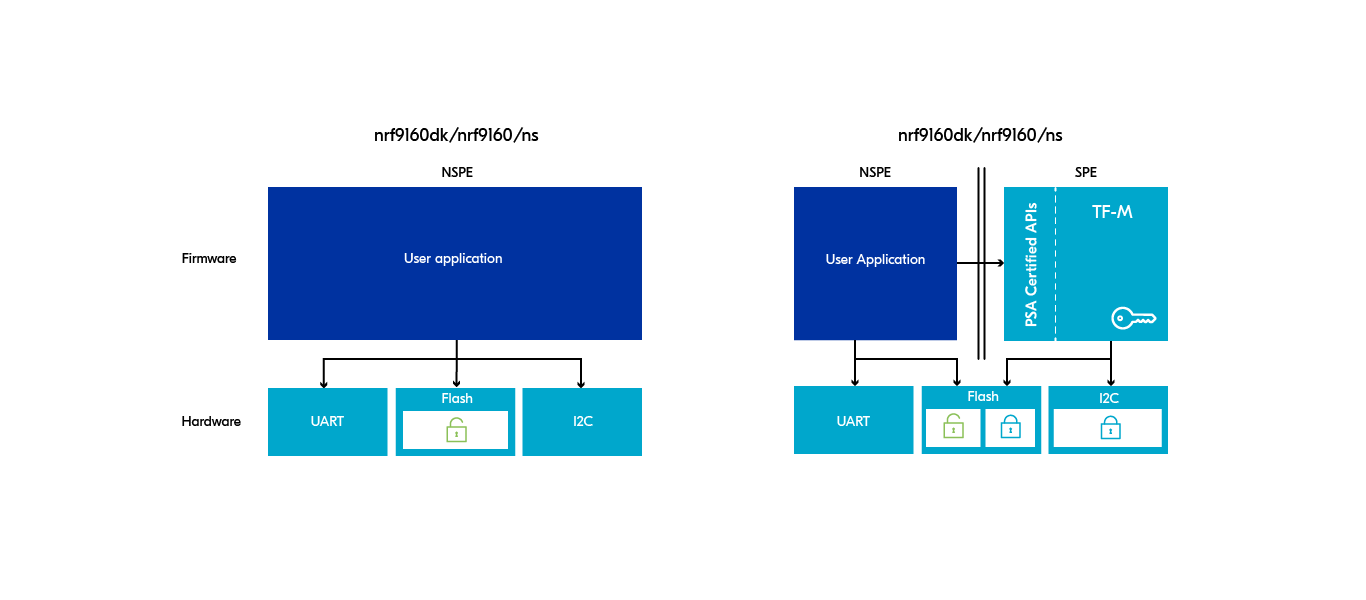 nrf9160dk/nrf9160/ns
NSPE
Firmware
User application
Hardware
UART
Flash
I2C
nrf9160dk/nrf9160/ns
NSPE
SPE
User Application
PSA Certified APIs
TF-M
UART
Flash
I2C